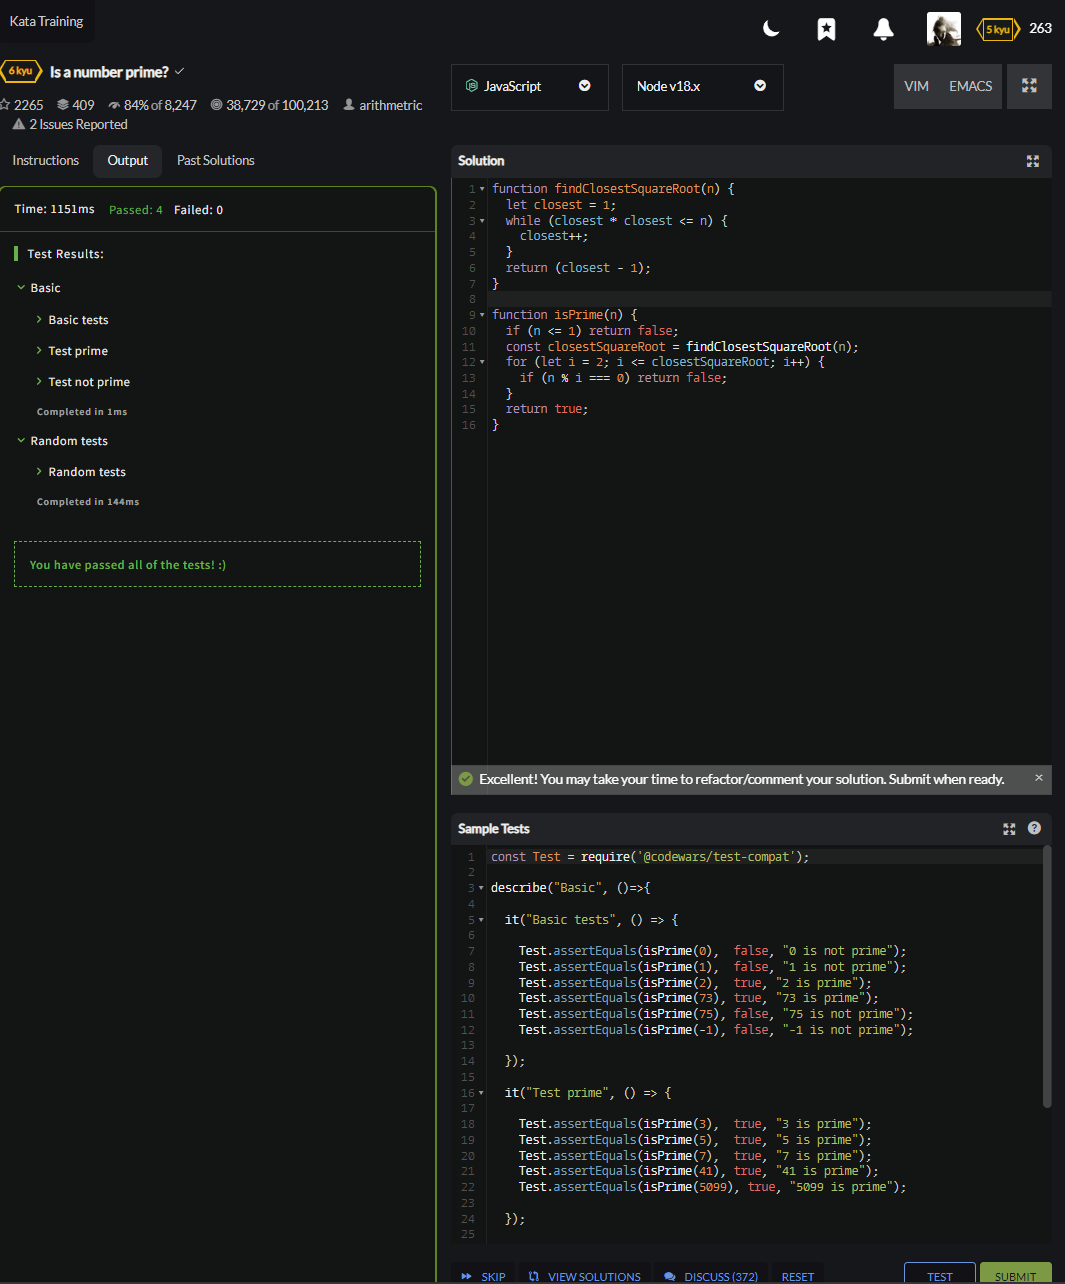 Kata Training
5 kyu 263
6 kyu Is a number prime?
2265 409 84% of 8,247 38,729 of 100,213 arithmetric
2 Issues Reported
Instructions Output Past Solutions
Time: 1151ms Passed: 4 Failed: 0
Test Results:
Basic
Basic tests
Test prime
Test not prime
Completed in 1ms
Random tests
Random tests
Completed in 144ms
You have passed all of the tests! :)
JavaScript Node v18.x VIM EMACS
Solution
1 function findClosestSquareRoot(n) {
2 let closest = 1;
3 while (closest * closest <= n) {
4 closest++;
5 }
6 return (closest - 1);
7 }
8
9 function isPrime(n) {
10 if (n <= 1) return false;
11 const closestSquareRoot = findClosestSquareRoot(n);
12 for (let i = 2; i <= closestSquareRoot; i++) {
13 if (n % i === 0) return false;
14 }
15 return true;
16 }
Excellent! You may take your time to refactor/comment your solution. Submit when ready. ×
Sample Tests ?
1 const Test = require('@codewars/test-compat');
2
3 describe("Basic", ()=>{
4
5 it("Basic tests", () => {
6
7 Test.assertEquals(isPrime(0), false, "0 is not prime");
8 Test.assertEquals(isPrime(1), false, "1 is not prime");
9 Test.assertEquals(isPrime(2), true, "2 is prime");
10 Test.assertEquals(isPrime(73), true, "73 is prime");
11 Test.assertEquals(isPrime(75), false, "75 is not prime");
12 Test.assertEquals(isPrime(-1), false, "-1 is not prime");
13
14 });
15
16 it("Test prime", () => {
17
18 Test.assertEquals(isPrime(3), true, "3 is prime");
19 Test.assertEquals(isPrime(5), true, "5 is prime");
20 Test.assertEquals(isPrime(7), true, "7 is prime");
21 Test.assertEquals(isPrime(41), true, "41 is prime");
22 Test.assertEquals(isPrime(5099), true, "5099 is prime");
23
24 });
25
SKIP VIEW SOLUTIONS DISCUSS (372) RESET TEST SUBMIT